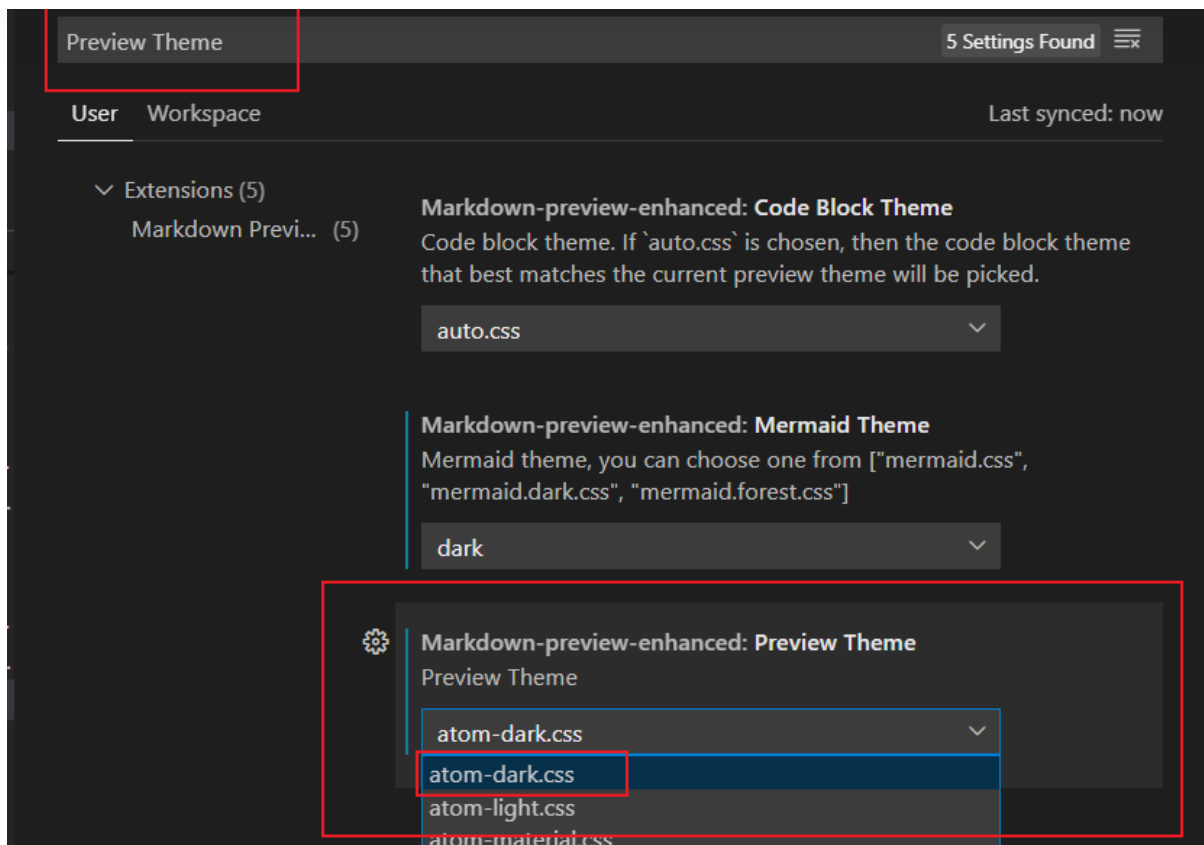 Preview Theme
5 Settings Found
User
Workspace
Last synced: now
Extensions (5)
Markdown Previ... (5)
Markdown-preview-enhanced: Code Block Theme
Code block theme. If `auto.css` is chosen, then the code block theme
that best matches the current preview theme will be picked.
auto.css
Markdown-preview-enhanced: Mermaid Theme
Mermaid theme, you can choose one from ["mermaid.css",
"mermaid.dark.css", "mermaid.forest.css"]
dark
Markdown-preview-enhanced: Preview Theme
Preview Theme
atom-dark.css
atom-dark.css
atom-light.css
atom-material.css